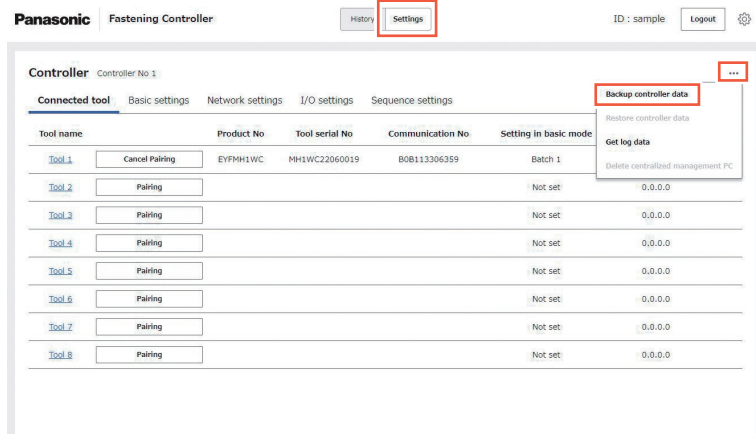 Panasonic Fastening Controller History Settings ID : sample Logout
Controller Controller No 1 ...
Connected tool Basic settings Network settings I/O settings Sequence settings
Backup controller data
Restore controller data
Get log data
Delete centralized management PC
Tool name Product No Tool serial No Communication No Setting in basic mode
Tool 1 Cancel Pairing EYFMH1WC MH1WC22060019 B0B113306359 Batch 1
Tool 2 Pairing Not set 0.0.0.0
Tool 3 Pairing Not set 0.0.0.0
Tool 4 Pairing Not set 0.0.0.0
Tool 5 Pairing Not set 0.0.0.0
Tool 6 Pairing Not set 0.0.0.0
Tool 7 Pairing Not set 0.0.0.0
Tool 8 Pairing Not set 0.0.0.0